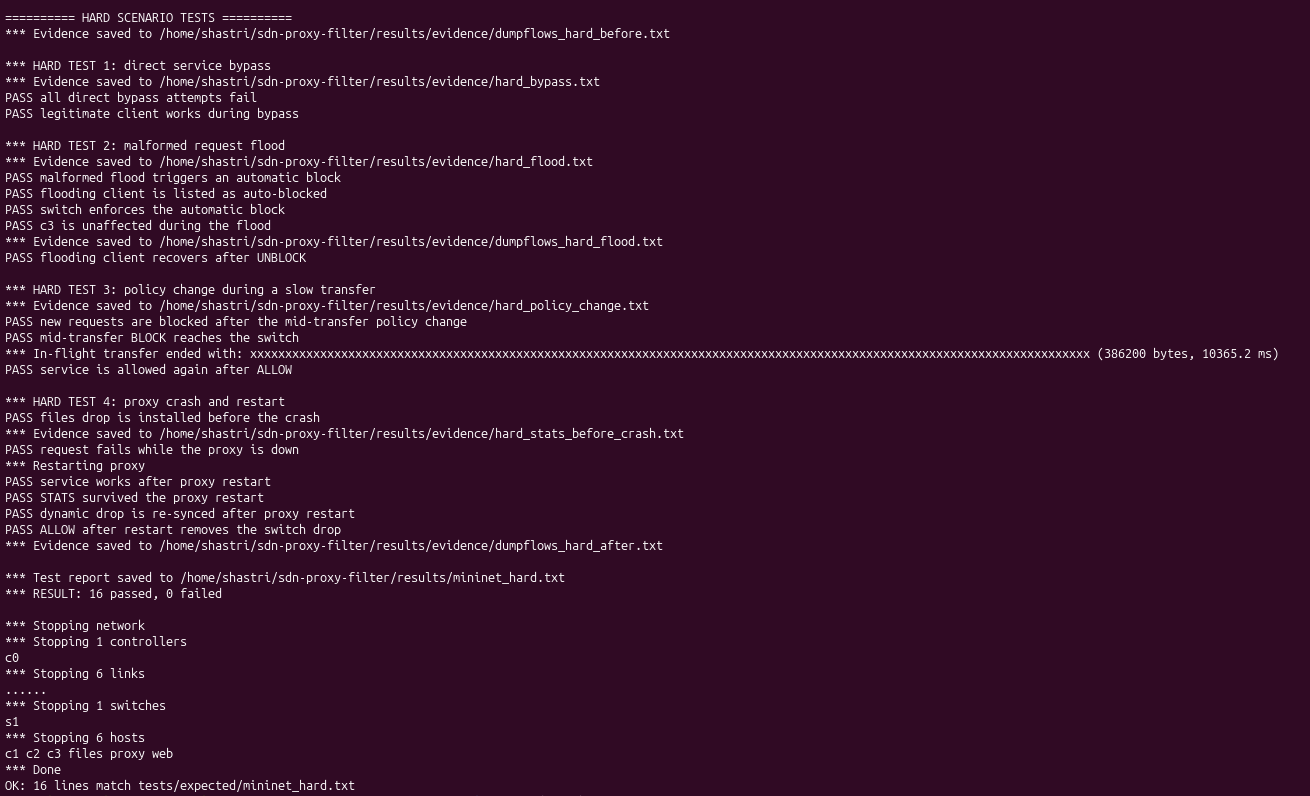 ========== HARD SCENARIO TESTS ==========
*** Evidence saved to /home/shastri/sdn-proxy-filter/results/evidence/dumpflows_hard_before.txt
*** HARD TEST 1: direct service bypass
*** Evidence saved to /home/shastri/sdn-proxy-filter/results/evidence/hard_bypass.txt
PASS all direct bypass attempts fail
PASS legitimate client works during bypass
*** HARD TEST 2: malformed request flood
*** Evidence saved to /home/shastri/sdn-proxy-filter/results/evidence/hard_flood.txt
PASS malformed flood triggers an automatic block
PASS flooding client is listed as auto-blocked
PASS switch enforces the automatic block
PASS c3 is unaffected during the flood
*** Evidence saved to /home/shastri/sdn-proxy-filter/results/evidence/dumpflows_hard_flood.txt
PASS flooding client recovers after UNBLOCK
*** HARD TEST 3: policy change during a slow transfer
*** Evidence saved to /home/shastri/sdn-proxy-filter/results/evidence/hard_policy_change.txt
PASS new requests are blocked after the mid-transfer policy change
PASS mid-transfer BLOCK reaches the switch
*** In-flight transfer ended with: xxxxxxxxxxxxxxxxxxxxxxxxxxxxxxxxxxxxxxxxxxxxxxxxxxxxxxxxxxxxxxxxxxxxxxxxxxxxxxxxxxxxxxxxxxxxxxxxxxxxxxxxxxxxxxxxxxxxxxxx (386200 bytes, 10365.2 ms)
PASS service is allowed again after ALLOW
*** HARD TEST 4: proxy crash and restart
PASS files drop is installed before the crash
*** Evidence saved to /home/shastri/sdn-proxy-filter/results/evidence/hard_stats_before_crash.txt
PASS request fails while the proxy is down
*** Restarting proxy
PASS service works after proxy restart
PASS STATS survived the proxy restart
PASS dynamic drop is re-synced after proxy restart
PASS ALLOW after restart removes the switch drop
*** Evidence saved to /home/shastri/sdn-proxy-filter/results/evidence/dumpflows_hard_after.txt
*** Test report saved to /home/shastri/sdn-proxy-filter/results/mininet_hard.txt
*** RESULT: 16 passed, 0 failed
*** Stopping network
*** Stopping 1 controllers
c0
*** Stopping 6 links
......
*** Stopping 1 switches
s1
*** Stopping 6 hosts
c1 c2 c3 files proxy web
*** Done
OK: 16 lines match tests/expected/mininet_hard.txt